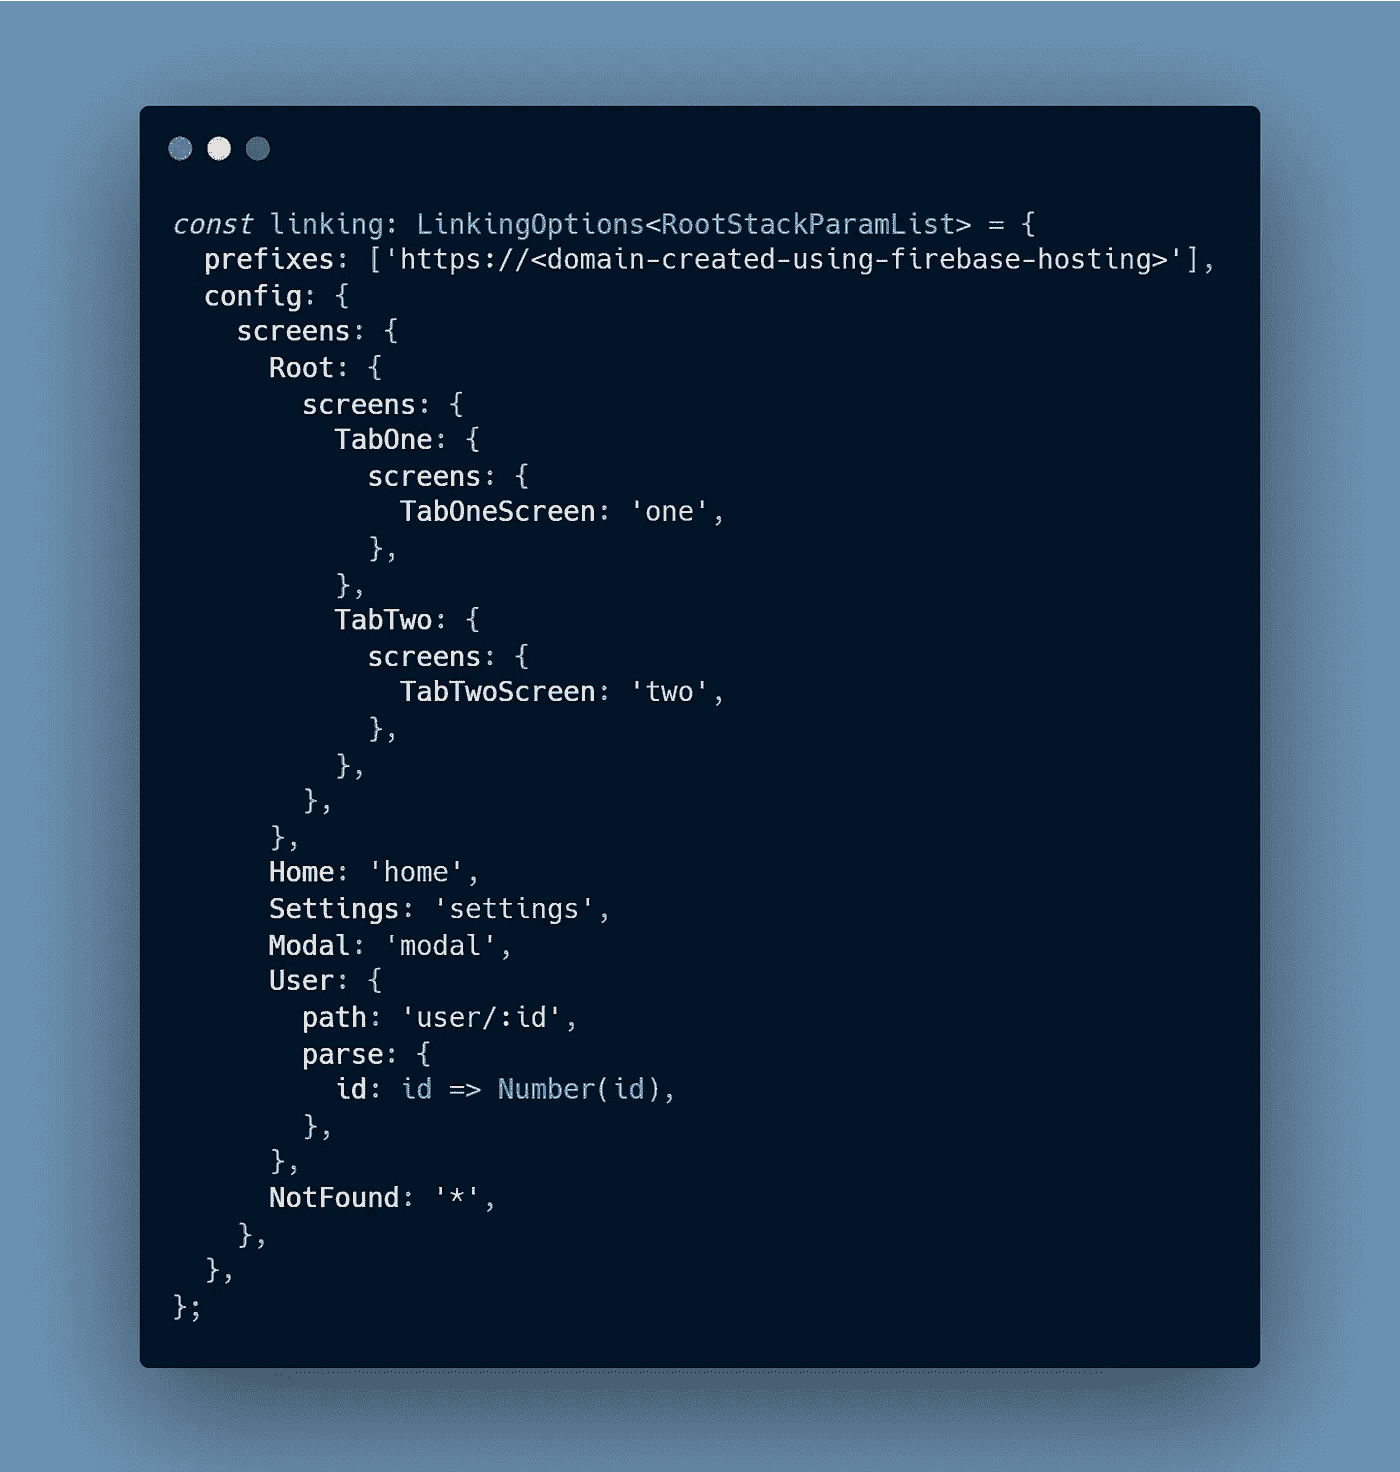 const linking: LinkingOptions<RootStackParamList> = {
  prefixes: ['https://<domain-created-using-firebase-hosting>'],
  config: {
    screens: {
      Root: {
        screens: {
          TabOne: {
            screens: {
              TabOneScreen: 'one',
            },
          },
          TabTwo: {
            screens: {
              TabTwoScreen: 'two',
            },
          },
        },
      },
      Home: 'home',
      Settings: 'settings',
      Modal: 'modal',
      User: {
        path: 'user/:id',
        parse: {
          id: id => Number(id),
        },
      },
      NotFound: '*',
    },
  },
};